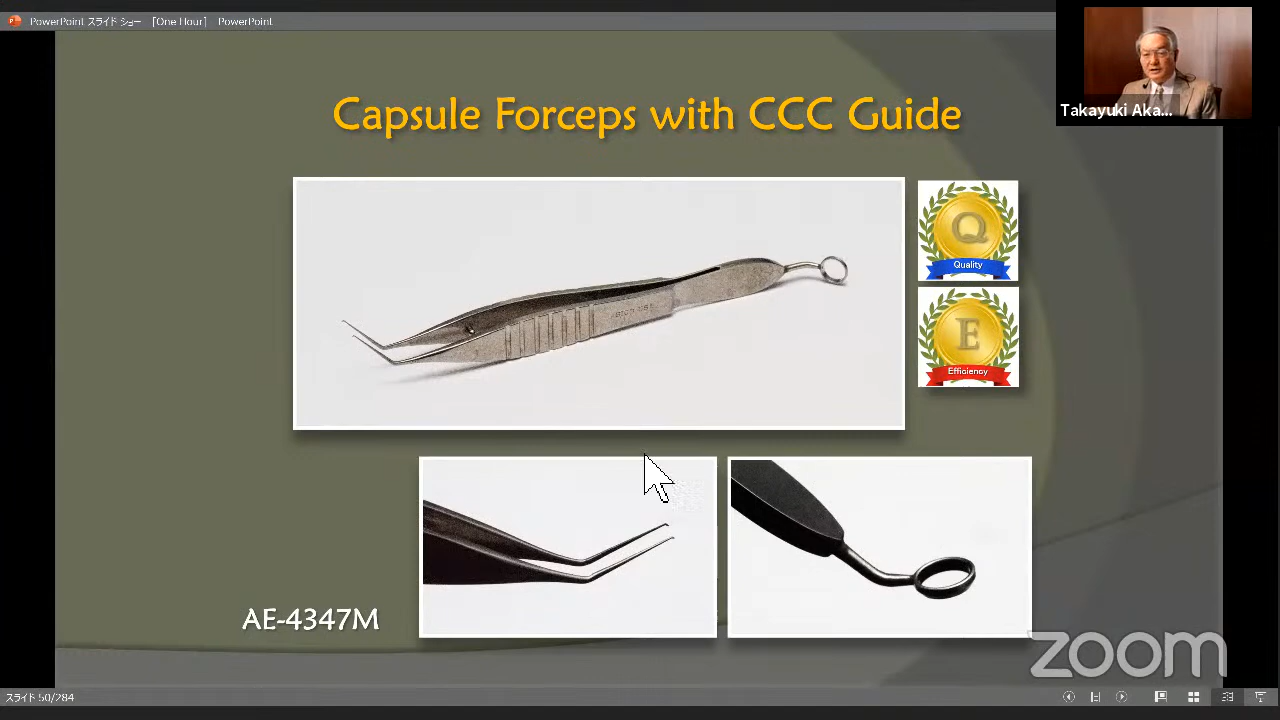 PowerPoint スライド ショー [One Hour] PowerPoint
Takayuki Aka...
Capsule Forceps with CCC Guide
Q
Quality
E
Efficiency
AE-4347M
zoom
スライド 50/284